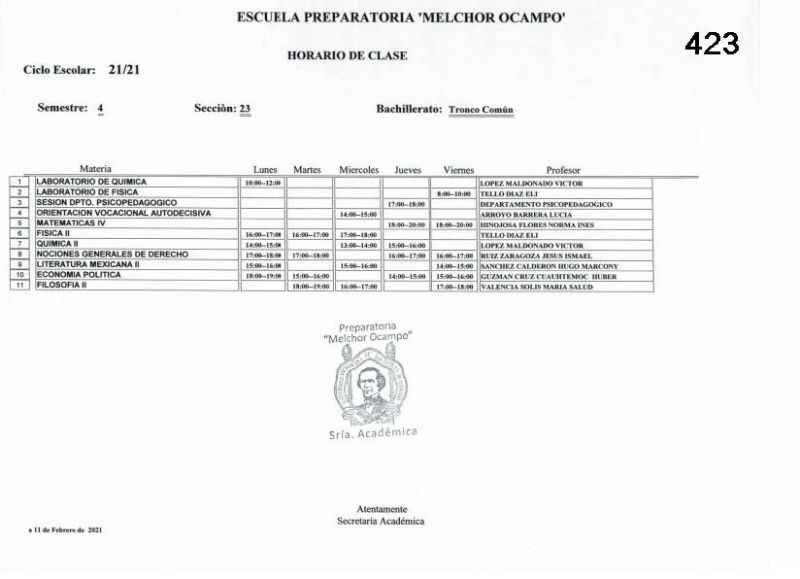 ESCUELA PREPARATORIA 'MELCHOR OCAMPO'
423
HORARIO DE CLASE
Ciclo Escolar: 21/21
Semestre: 4 Secciòn: 23 Bachillerato: Tronco Común
Materia Lunes Martes Miercoles Jueves Viernes Profesor
1 LABORATORIO DE QUIMICA 10:00--12:00 LOPEZ MALDONADO VICTOR
2 LABORATORIO DE FISICA 8:00--10:00 TELLO DIAZ ELI
3 SESION DPTO. PSICOPEDAGOGICO 17:00--18:00 DEPARTAMENTO PSICOPEDAGOGICO
4 ORIENTACION VOCACIONAL AUTODECISIVA 14:00--15:00 ARROYO BARRERA LUCIA
5 MATEMATICAS IV 18:00--20:00 18:00--20:00 HINOJOSA FLORES NORMA INES
6 FISICA II 16:00--17:00 16:00--17:00 17:00--18:00 TELLO DIAZ ELI
7 QUIMICA II 14:00--15:00 13:00--14:00 15:00--16:00 LOPEZ MALDONADO VICTOR
8 NOCIONES GENERALES DE DERECHO 17:00--18:00 17:00--18:00 16:00--17:00 16:00--17:00 RUIZ ZARAGOZA JESUS ISMAEL
9 LITERATURA MEXICANA II 15:00--16:00 15:00--16:00 14:00--15:00 SANCHEZ CALDERON HUGO MARCONY
10 ECONOMIA POLITICA 18:00--19:00 15:00--16:00 14:00--15:00 15:00--16:00 GUZMAN CRUZ CUAUHTEMOC HUBER
11 FILOSOFIA II 18:00--19:00 16:00--17:00 17:00--18:00 VALENCIA SOLIS MARIA SALUD
Preparatoria
"Melchor Ocampo"
Sría. Académica
Atentamente
Secretaría Académica
a 11 de Febrero de 2021